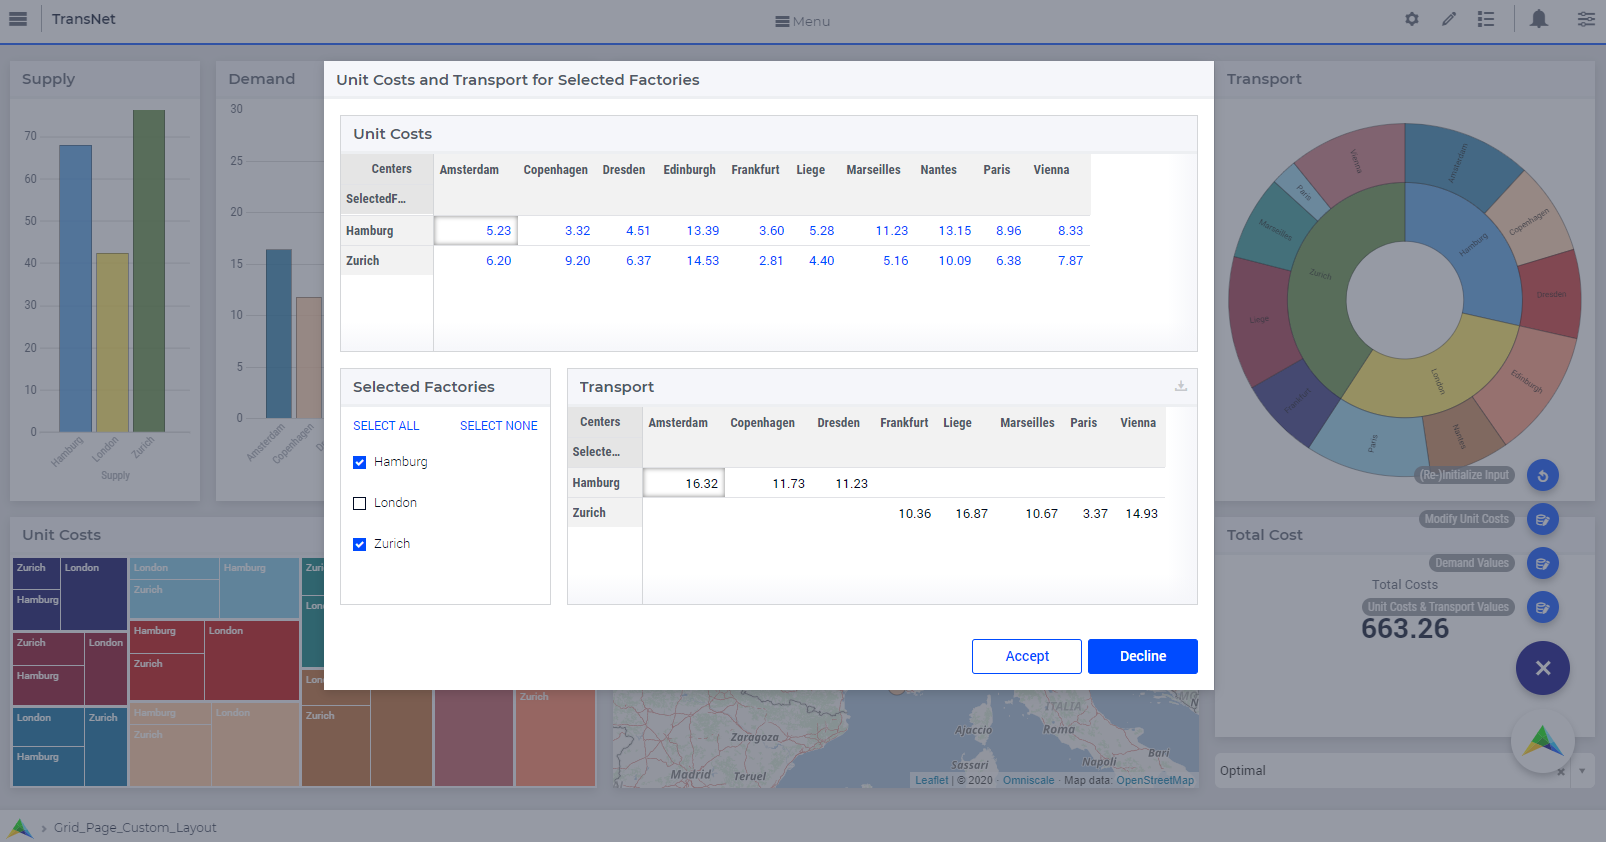 TransNet
Menu
Supply
70
60
50
40
30
20
10
0
Hamburg
London
Zurich
Supply
Demand
30
25
20
15
10
5
0
Amsterdam
Copenhagen
Unit Costs and Transport for Selected Factories
Unit Costs
Centers Amsterdam Copenhagen Dresden Edinburgh Frankfurt Liege Marseilles Nantes Paris Vienna
SelectedF...
Hamburg 5.23 3.32 4.51 13.39 3.60 5.28 11.23 13.15 8.96 8.33
Zurich 6.20 9.20 6.37 14.53 2.81 4.40 5.16 10.09 6.38 7.87
Selected Factories
SELECT ALL SELECT NONE
Hamburg
London
Zurich
Transport
Centers Amsterdam Copenhagen Dresden Frankfurt Liege Marseilles Paris Vienna
Selecte...
Hamburg 16.32 11.73 11.23
Zurich 10.36 16.87 10.67 3.37 14.93
Accept
Decline
Transport
Amsterdam
Copenhagen
Dresden
Edinburgh
Nantes
Paris
Frankfurt
Liege
Marseilles
Paris
Vienna
Hamburg
London
Zurich
(Re-)Initialize Input
Modify Unit Costs
Demand Values
Unit Costs & Transport Values
Total Cost
Total Costs
663.26
Optimal
Unit Costs
Zurich London
Hamburg
London Hamburg
Zurich
Zurich London
Hamburg
Hamburg London
Zurich
London Zurich
Hamburg
Hamburg London
Zurich
Zurich
Zurich
ITALIA
Roma
Ajaccio
Zaragoza
Bari
Napoli
Sassari
Madrid
Teruel
Leaflet | © 2020 · Omniscale · Map data: OpenStreetMap
Grid_Page_Custom_Layout